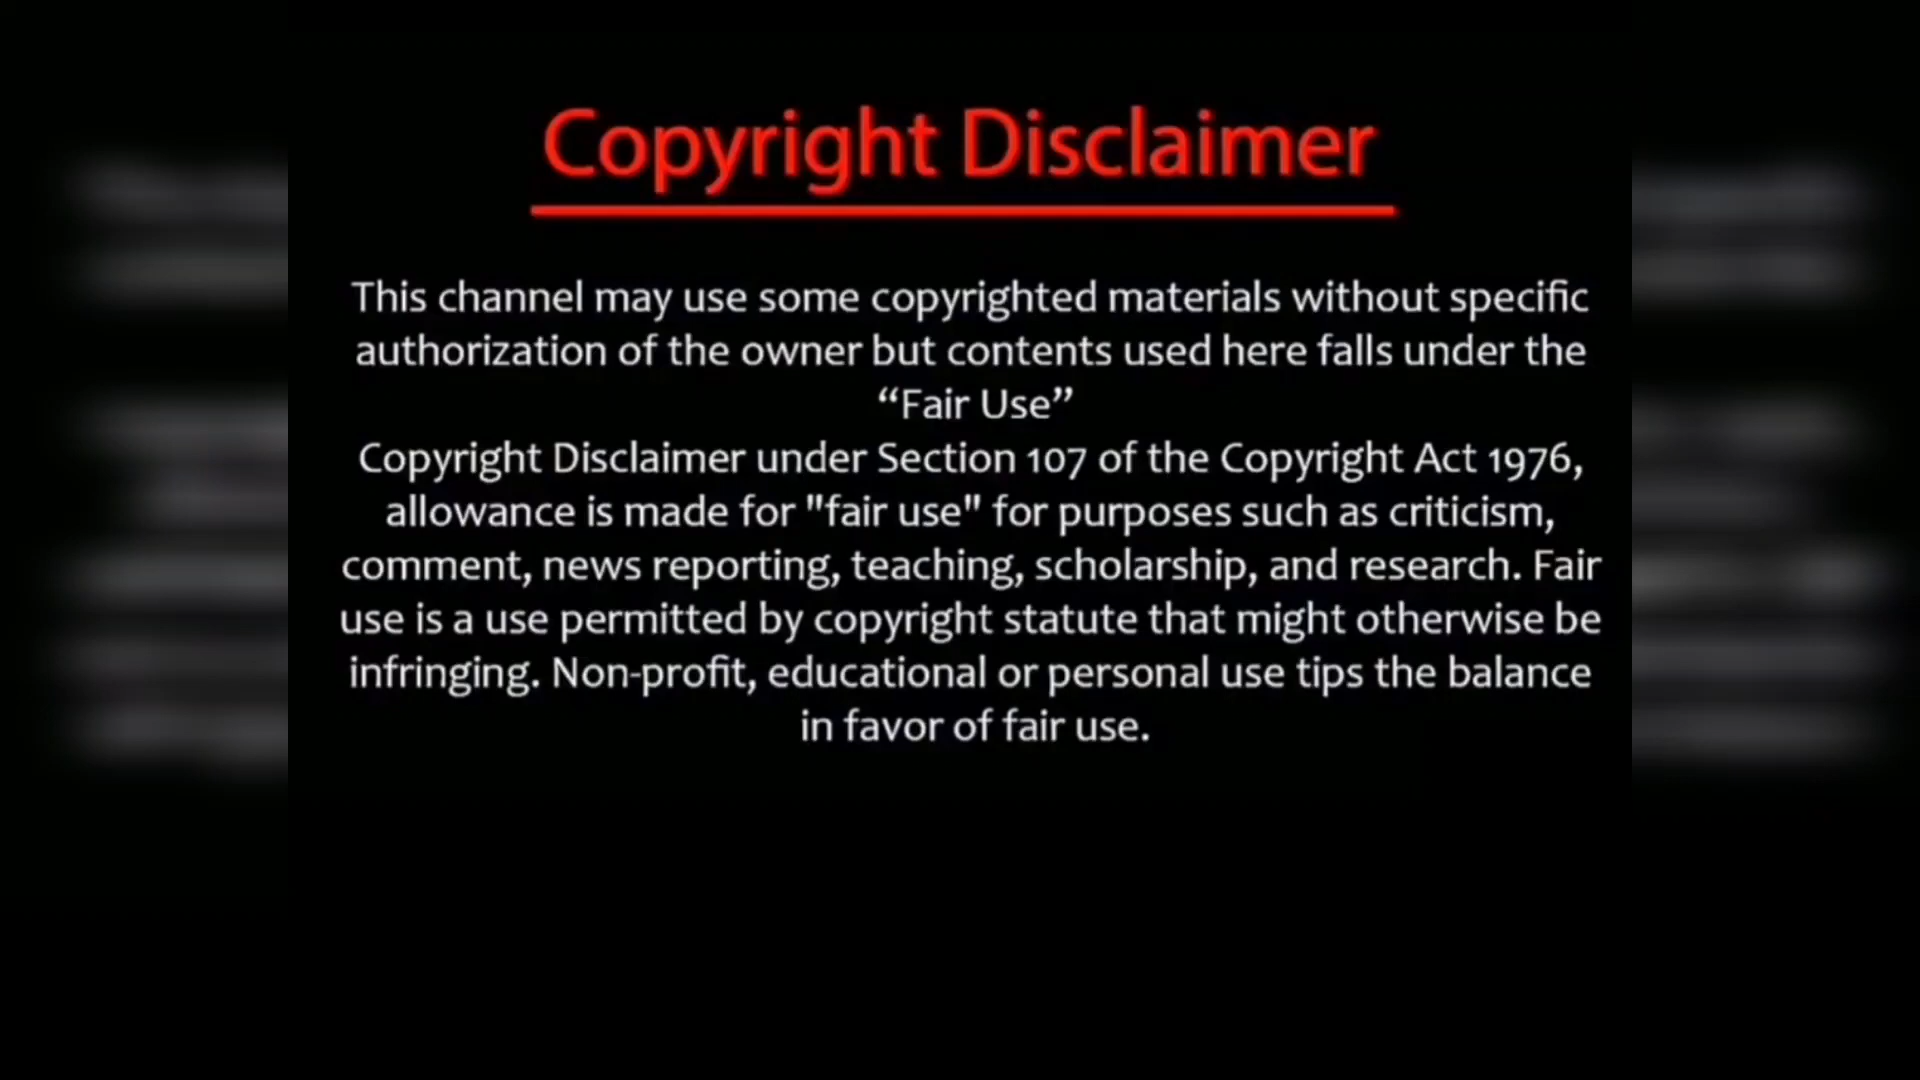 Copyright Disclaimer
This channel may use some copyrighted materials without specific
authorization of the owner but contents used here falls under the
“Fair Use”
Copyright Disclaimer under Section 107 of the Copyright Act 1976,
allowance is made for "fair use" for purposes such as criticism,
comment, news reporting, teaching, scholarship, and research. Fair
use is a use permitted by copyright statute that might otherwise be
infringing. Non-profit, educational or personal use tips the balance
in favor of fair use.